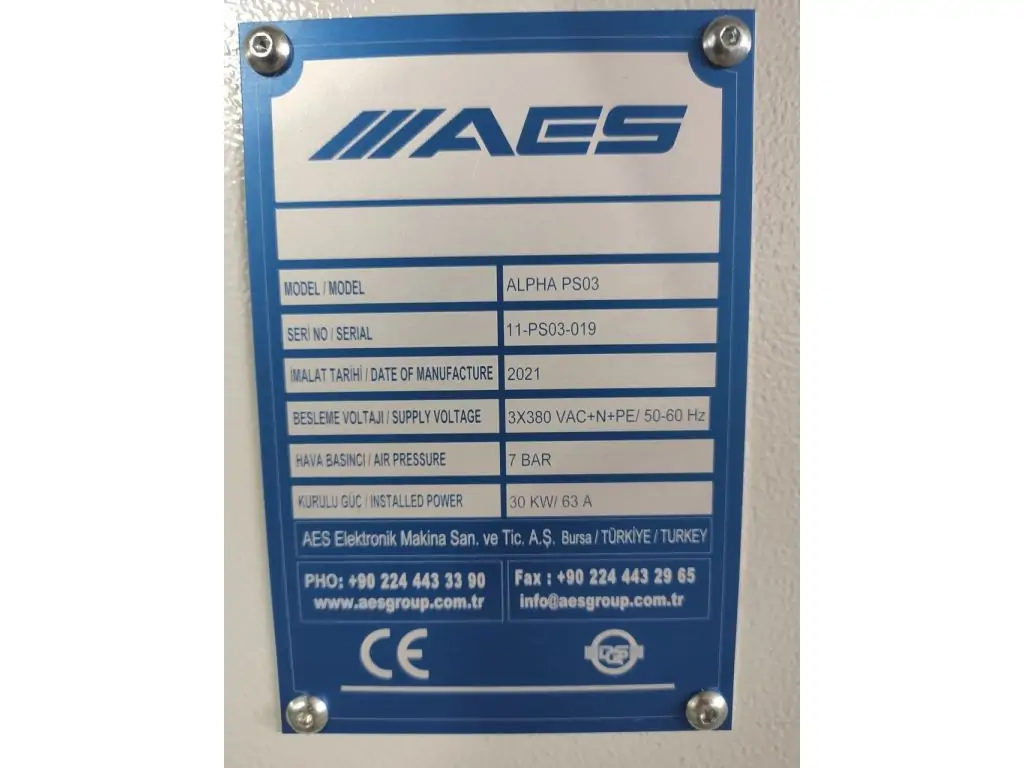 AES
MODEL / MODEL ALPHA PS03
SERİ NO / SERIAL 11-PS03-019
İMALAT TARİHİ / DATE OF MANUFACTURE 2021
BESLEME VOLTAJI / SUPPLY VOLTAGE 3X380 VAC+N+PE/ 50-60 Hz
HAVA BASINCI / AIR PRESSURE 7 BAR
KURULU GÜÇ / INSTALLED POWER 30 KW/ 63 A
AES Elektronik Makina San. ve Tic. A.Ş. Bursa / TÜRKİYE / TURKEY
PHO: +90 224 443 33 90
www.aesgroup.com.tr
Fax : +90 224 443 29 65
info@aesgroup.com.tr
CE